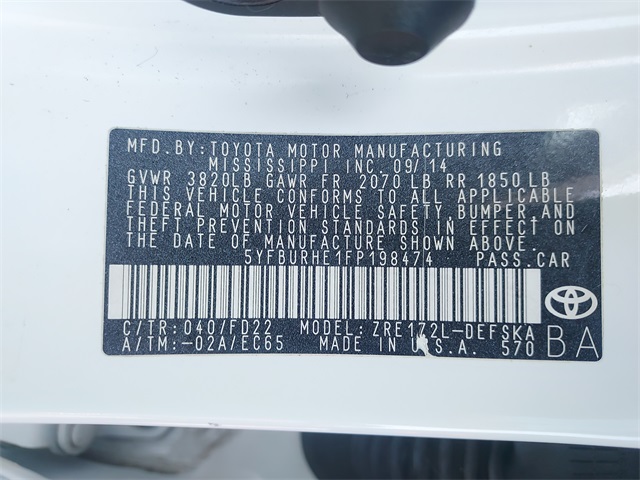 MFD.BY:TOYOTA MOTOR MANUFACTURING
MISSISSIPPI INC.09/14
GVWR 3820LB GAWR FR 2070 LB RR 1850 LB
THIS VEHICLE CONFORMS TO ALL APPLICABLE
FEDERAL MOTOR VEHICLE SAFETY,BUMPER,AND
THEFT PREVENTION STANDARDS IN EFFECT ON
THE DATE OF MANUFACTURE SHOWN ABOVE.
5YFBURHE1FP198474 PASS.CAR
C/TR:040/FD22 MODEL:ZRE172L-DEFSKA
A/TM:-02A/EC65 MADE IN U.S.A. 570 BA